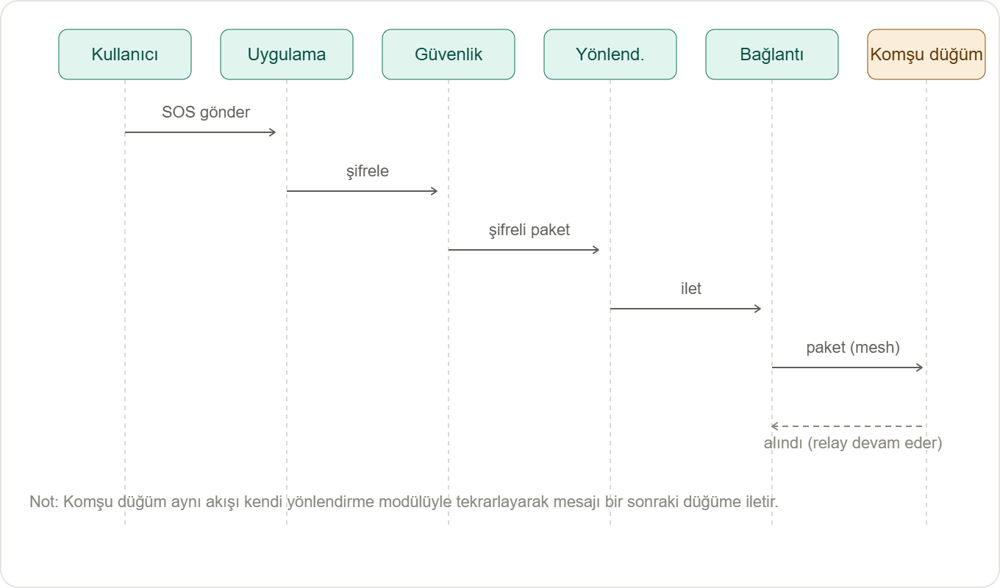 Kullanıcı
Uygulama
Güvenlik
Yönlend.
Bağlantı
Komşu düğüm
SOS gönder
şifrele
şifreli paket
ilet
paket (mesh)
alındı (relay devam eder)
Not: Komşu düğüm aynı akışı kendi yönlendirme modülüyle tekrarlayarak mesajı bir sonraki düğüme iletir.